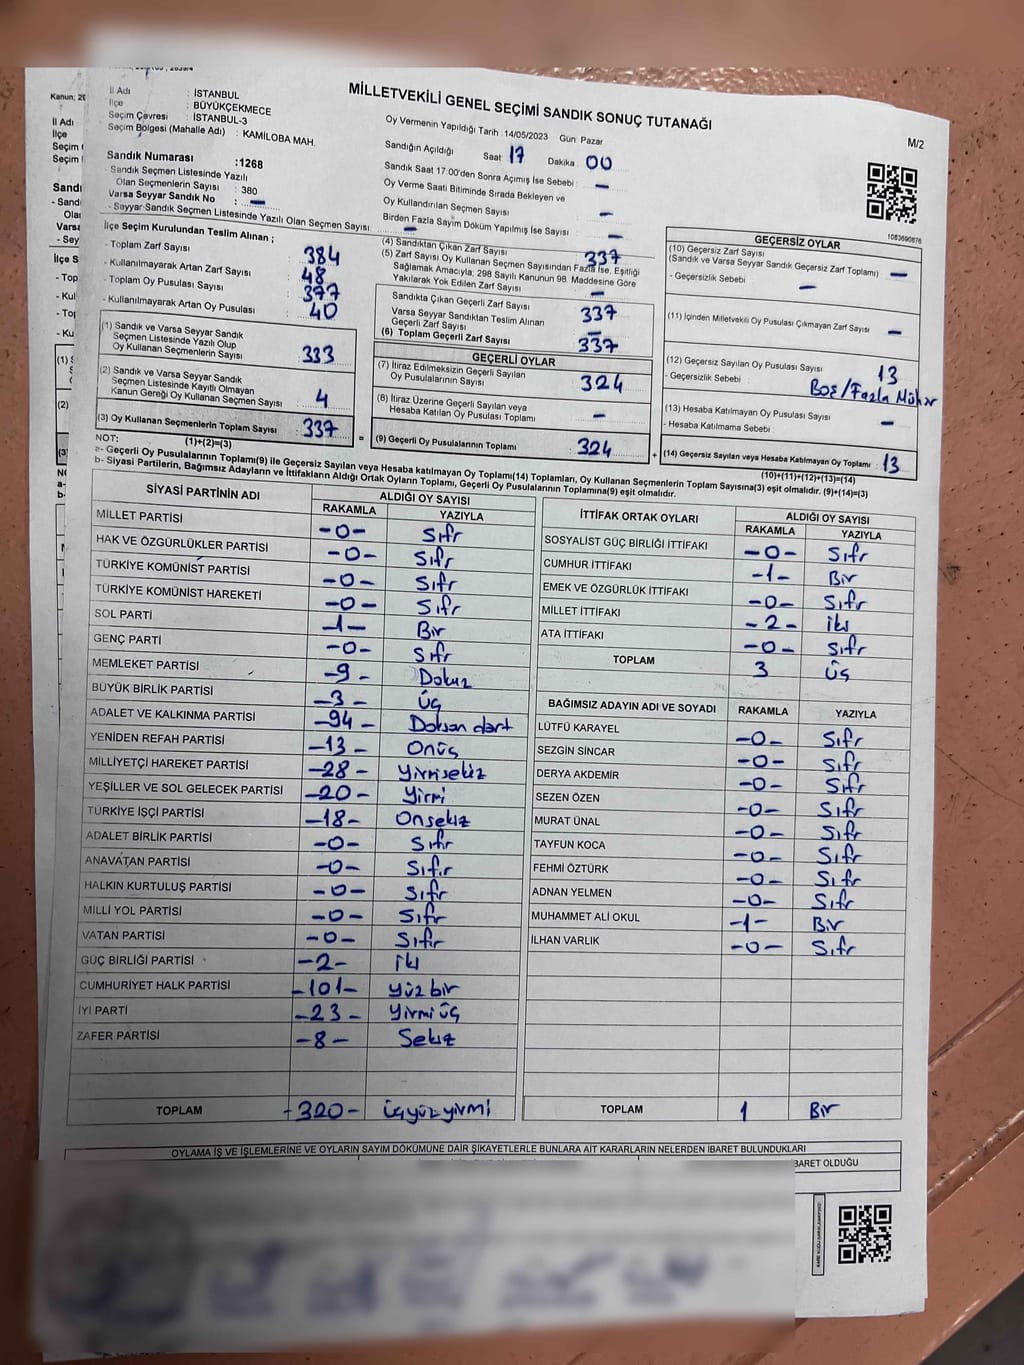 MİLLETVEKİLİ GENEL SEÇİMİ SANDIK SONUÇ TUTANAĞI
M/2
İl Adı : İSTANBUL
İlçe : BÜYÜKÇEKMECE
Seçim Çevresi : İSTANBUL-3
Seçim Bölgesi (Mahalle Adı) : KAMİLOBA MAH.
Sandık Numarası :1268
- Sandık Seçmen Listesinde Yazılı
Olan Seçmenlerin Sayısı : 380
Varsa Seyyar Sandık No : —
- Seyyar Sandık Seçmen Listesinde Yazılı Olan Seçmen Sayısı : —
Oy Vermenin Yapıldığı Tarih : 14/05/2023 Gün: Pazar
Sandığın Açıldığı Saat: 17 Dakika: 00
Sandık Saat 17.00'den Sonra Açılmış İse Sebebi : —
Oy Verme Saati Bitiminde Sırada Bekleyen ve
Oy Kullandırılan Seçmen Sayısı : —
Birden Fazla Sayım Döküm Yapılmış İse Sayısı : —
1083690876
İlçe Seçim Kurulundan Teslim Alınan ;
- Toplam Zarf Sayısı : 384
- Kullanılmayarak Artan Zarf Sayısı : 48
- Toplam Oy Pusulası Sayısı : 377
- Kullanılmayarak Artan Oy Pusulası : 40
(1) Sandık ve Varsa Seyyar Sandık
Seçmen Listesinde Yazılı Olup
Oy Kullanan Seçmenlerin Sayısı : 333
(2) Sandık ve Varsa Seyyar Sandık
Seçmen Listesinde Kayıtlı Olmayan
Kanun Gereği Oy Kullanan Seçmen Sayısı : 4
(3) Oy Kullanan Seçmenlerin Toplam Sayısı : 337
(1)+(2)=(3)
(4) Sandıktan Çıkan Zarf Sayısı : 337
(5) Zarf Sayısı Oy Kullanan Seçmen Sayısından Fazla İse, Eşitliği
Sağlamak Amacıyla; 298 Sayılı Kanunun 98. Maddesine Göre
Yakılarak Yok Edilen Zarf Sayısı : —
Sandıkta Çıkan Geçerli Zarf Sayısı : 337
Varsa Seyyar Sandıktan Teslim Alınan
Geçerli Zarf Sayısı : —
(6) Toplam Geçerli Zarf Sayısı : 337
GEÇERLİ OYLAR
(7) İtiraz Edilmeksizin Geçerli Sayılan
Oy Pusulalarının Sayısı : 324
(8) İtiraz Üzerine Geçerli Sayılan veya
Hesaba Katılan Oy Pusulası Toplamı : —
(9) Geçerli Oy Pusulalarının Toplamı : 324
GEÇERSİZ OYLAR
(10) Geçersiz Zarf Sayısı
(Sandık ve Varsa Seyyar Sandık Geçersiz Zarf Toplamı) : —
- Geçersizlik Sebebi : —
(11) İçinden Milletvekili Oy Pusulası Çıkmayan Zarf Sayısı : —
(12) Geçersiz Sayılan Oy Pusulası Sayısı : 13
- Geçersizlik Sebebi : Boş/Fazla Mühür
(13) Hesaba Katılmayan Oy Pusulası Sayısı : —
- Hesaba Katılmama Sebebi :
(14) Geçersiz Sayılan veya Hesaba Katılmayan Oy Toplamı : 13
(10)+(11)+(12)+(13)=(14)
NOT:
a- Geçerli Oy Pusulalarının Toplamı(9) ile Geçersiz Sayılan veya Hesaba katılmayan Oy Toplamı(14) Toplamları, Oy Kullanan Seçmenlerin Toplam Sayısına(3) eşit olmalıdır. (9)+(14)=(3)
b- Siyasi Partilerin, Bağımsız Adayların ve İttifakların Aldığı Ortak Oyların Toplamı, Geçerli Oy Pusulalarının Toplamına(9) eşit olmalıdır.
SİYASİ PARTİNİN ADI ALDIĞI OY SAYISI
RAKAMLA YAZIYLA
MİLLET PARTİSİ -0- Sıfır
HAK VE ÖZGÜRLÜKLER PARTİSİ -0- Sıfır
TÜRKİYE KOMÜNİST PARTİSİ -0- Sıfır
TÜRKİYE KOMÜNİST HAREKETİ -0- Sıfır
SOL PARTİ -1- Bir
GENÇ PARTİ -0- Sıfır
MEMLEKET PARTİSİ -9- Dokuz
BÜYÜK BİRLİK PARTİSİ -3- Üç
ADALET VE KALKINMA PARTİSİ -94- Doksan dört
YENİDEN REFAH PARTİSİ -13- Onüç
MİLLİYETÇİ HAREKET PARTİSİ -28- Yirmisekiz
YEŞİLLER VE SOL GELECEK PARTİSİ -20- Yirmi
TÜRKİYE İŞÇİ PARTİSİ -18- Onsekiz
ADALET BİRLİK PARTİSİ -0- Sıfır
ANAVATAN PARTİSİ -0- Sıfır
HALKIN KURTULUŞ PARTİSİ -0- Sıfır
MİLLİ YOL PARTİSİ -0- Sıfır
VATAN PARTİSİ -0- Sıfır
GÜÇ BİRLİĞİ PARTİSİ -2- iki
CUMHURİYET HALK PARTİSİ -101- Yüzbir
İYİ PARTİ -23- Yirmi üç
ZAFER PARTİSİ -8- Sekiz
TOPLAM -320- Üçyüzyirmi
İTTİFAK ORTAK OYLARI ALDIĞI OY SAYISI
RAKAMLA YAZIYLA
SOSYALİST GÜÇ BİRLİĞİ İTTİFAKI -0- Sıfır
CUMHUR İTTİFAKI -1- Bir
EMEK VE ÖZGÜRLÜK İTTİFAKI -0- Sıfır
MİLLET İTTİFAKI -2- iki
ATA İTTİFAKI -0- Sıfır
TOPLAM 3 Üç
BAĞIMSIZ ADAYIN ADI VE SOYADI RAKAMLA YAZIYLA
LÜTFÜ KARAYEL -0- Sıfır
SEZGİN SİNCAR -0- Sıfır
DERYA AKDEMİR -0- Sıfır
SEZEN ÖZEN -0- Sıfır
MURAT ÜNAL -0- Sıfır
TAYFUN KOCA -0- Sıfır
FEHMİ ÖZTÜRK -0- Sıfır
ADNAN YELMEN -0- Sıfır
MUHAMMET ALİ OKUL -1- Bir
İLHAN VARLIK -0- Sıfır
TOPLAM 1 Bir
OYLAMA İŞ VE İŞLEMLERİNE VE OYLARIN SAYIM DÖKÜMÜNE DAİR ŞİKAYETLERLE BUNLARA AİT KARARLARIN NELERDEN İBARET BULUNDUKLARI
BARET OLDUĞU